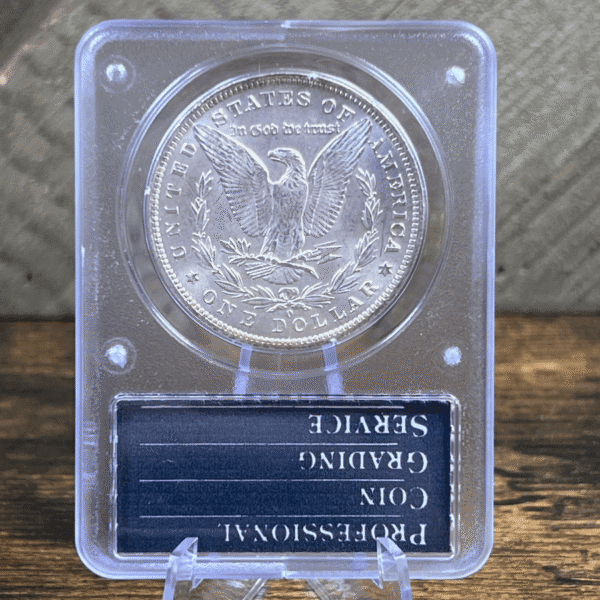 UNITED STATES OF AMERICA
In God we trust
ONE DOLLAR
O
PROFESSIONAL
COIN
GRADING
SERVICE